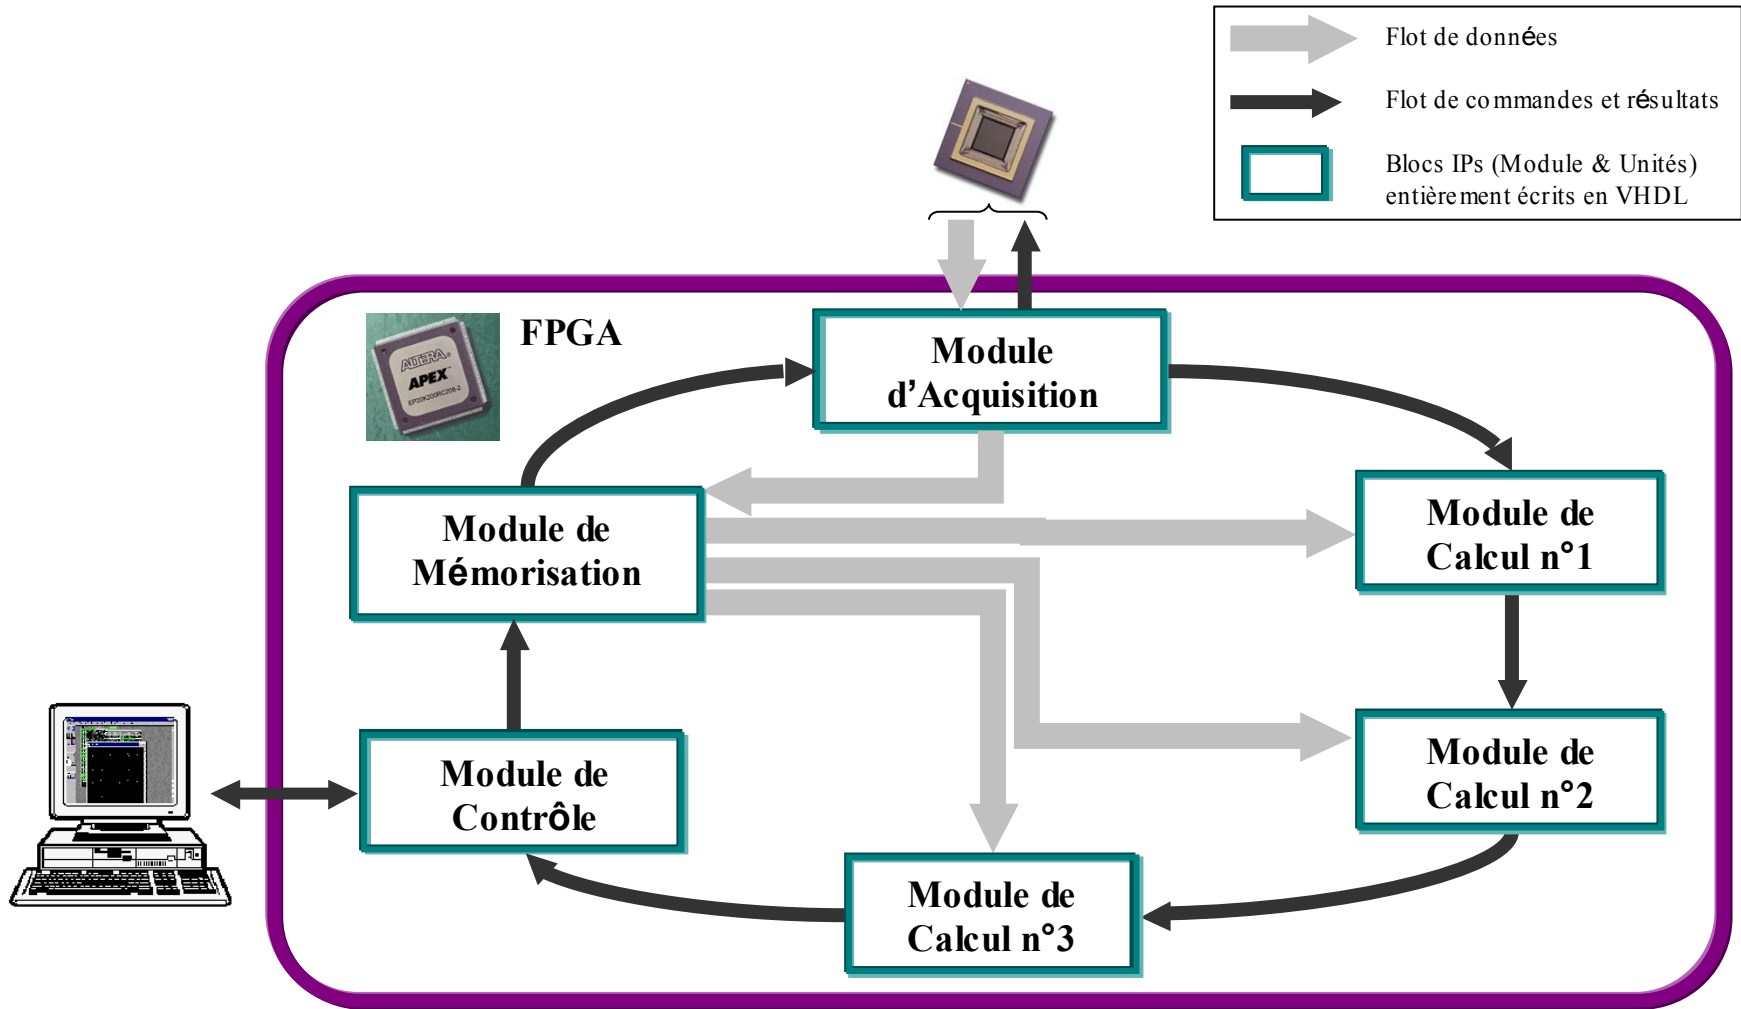 Flot de données
Flot de commandes et résultats
Blocs IPs (Module & Unités)
entièrement écrits en VHDL
FPGA
ALTERA
APEX
EP20K200RC208-2
Module
d’Acquisition
Module de
Mémorisation
Module de
Calcul n°1
Module de
Contrôle
Module de
Calcul n°2
Module de
Calcul n°3